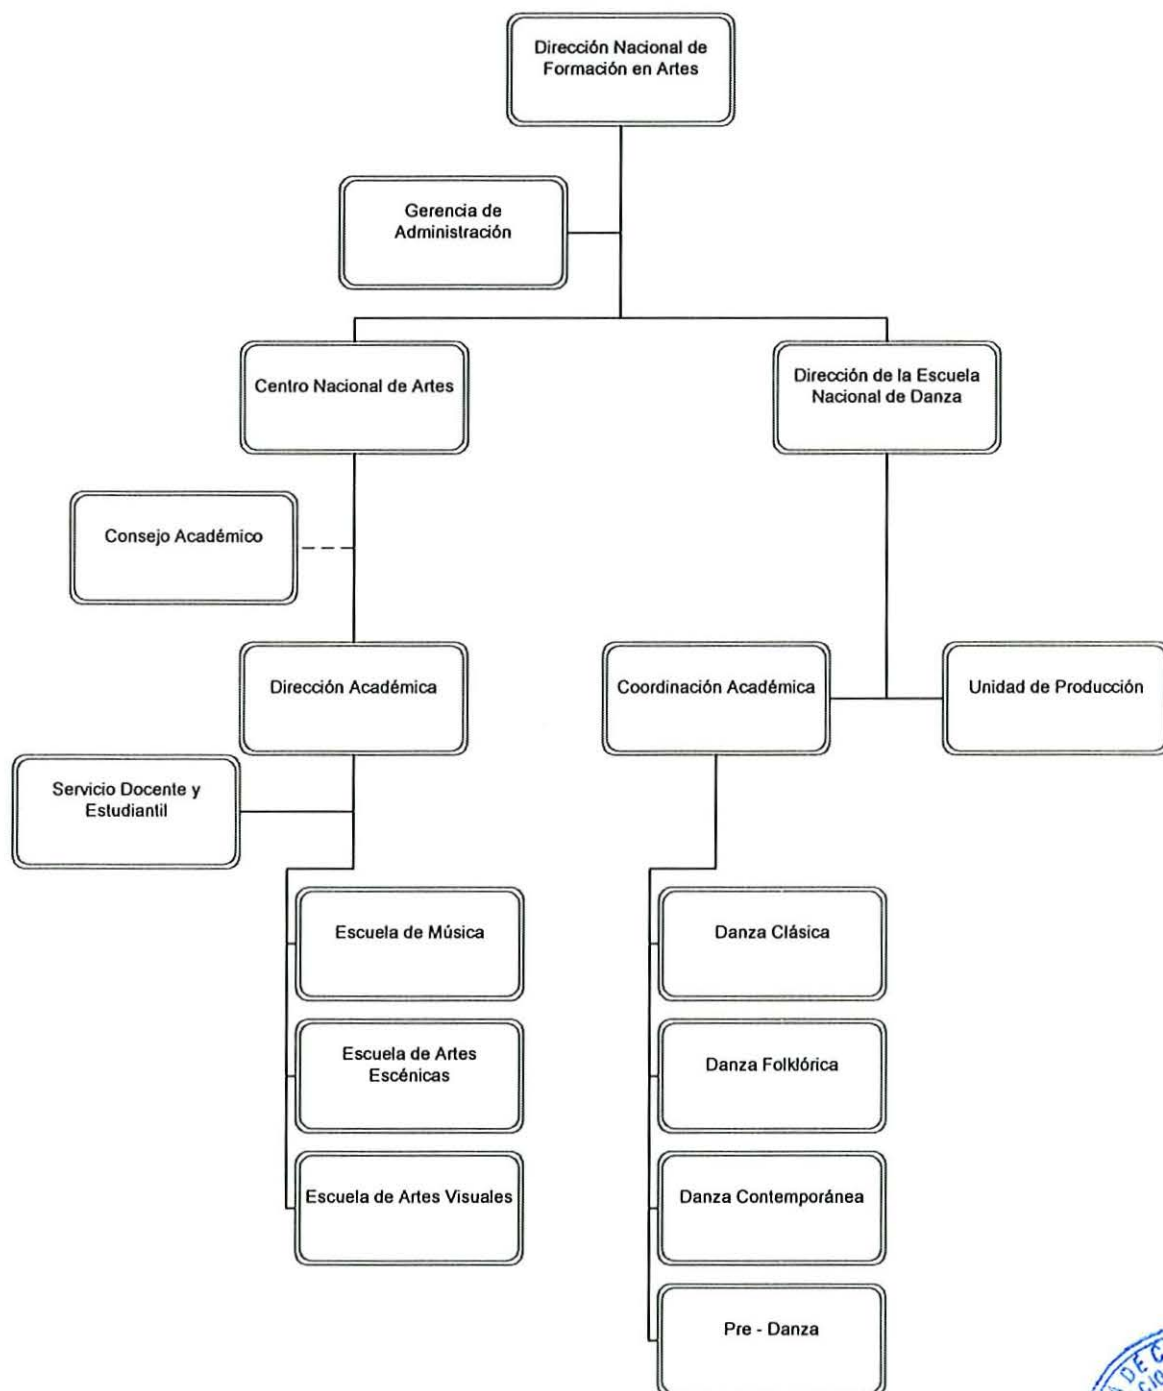 Dirección Nacional de
Formación en Artes
Gerencia de
Administración
Centro Nacional de Artes
Dirección de la Escuela
Nacional de Danza
Consejo Académico
Dirección Académica
Coordinación Académica
Unidad de Producción
Servicio Docente y
Estudiantil
Escuela de Música
Danza Clásica
Escuela de Artes
Escénicas
Danza Folklórica
Escuela de Artes Visuales
Danza Contemporánea
Pre - Danza